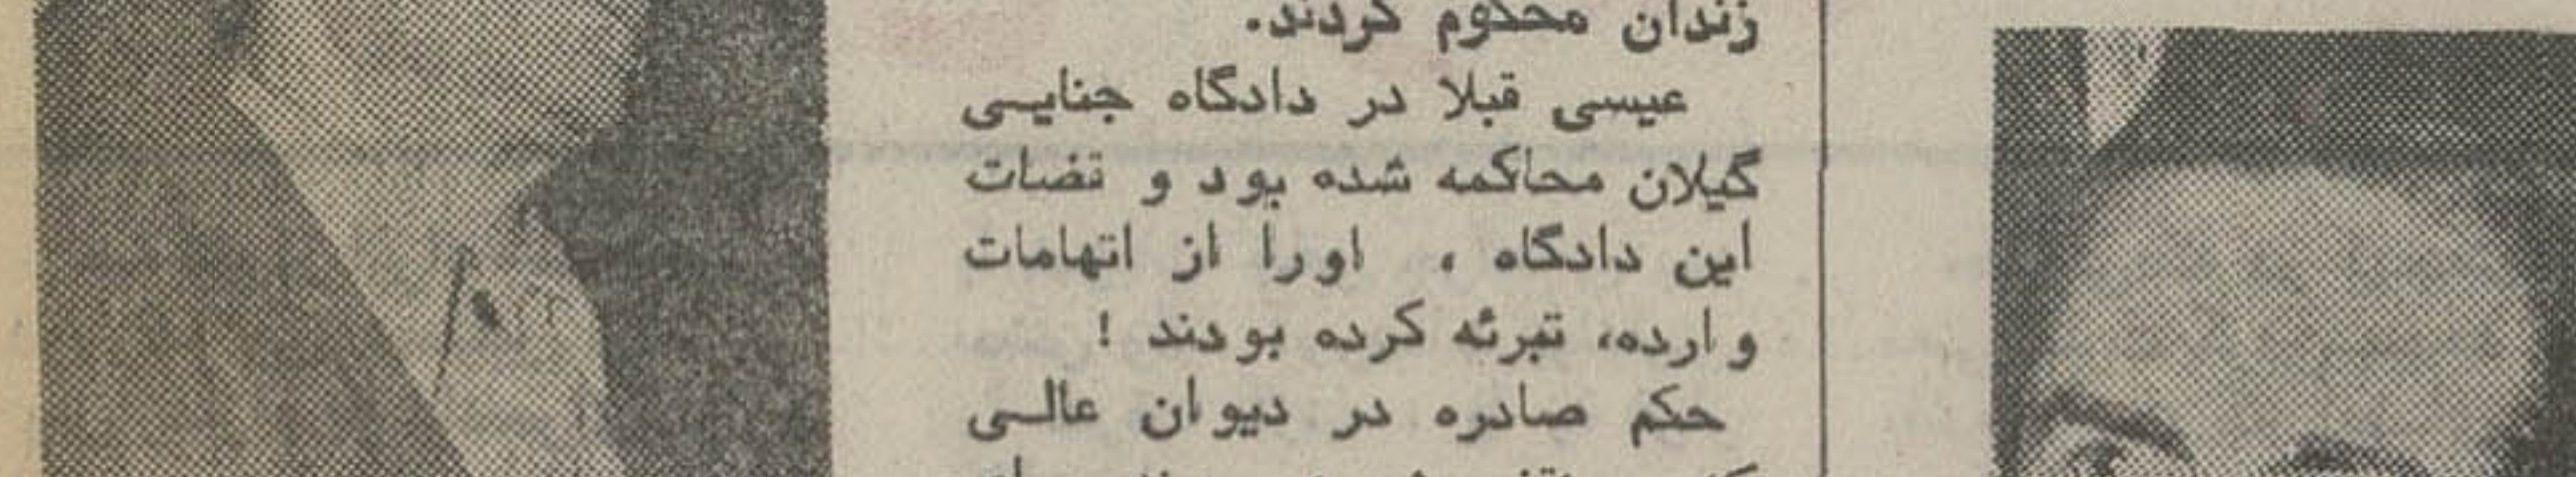 زندان محکوم کردند.
عیسی قبلا در دادگاه جنایی
گیلان محاکمه شده بود و قضات
این دادگاه ، اورا از اتهامات
وارده، تبرئه کرده بودند !
حکم صادره در دیوان عالی